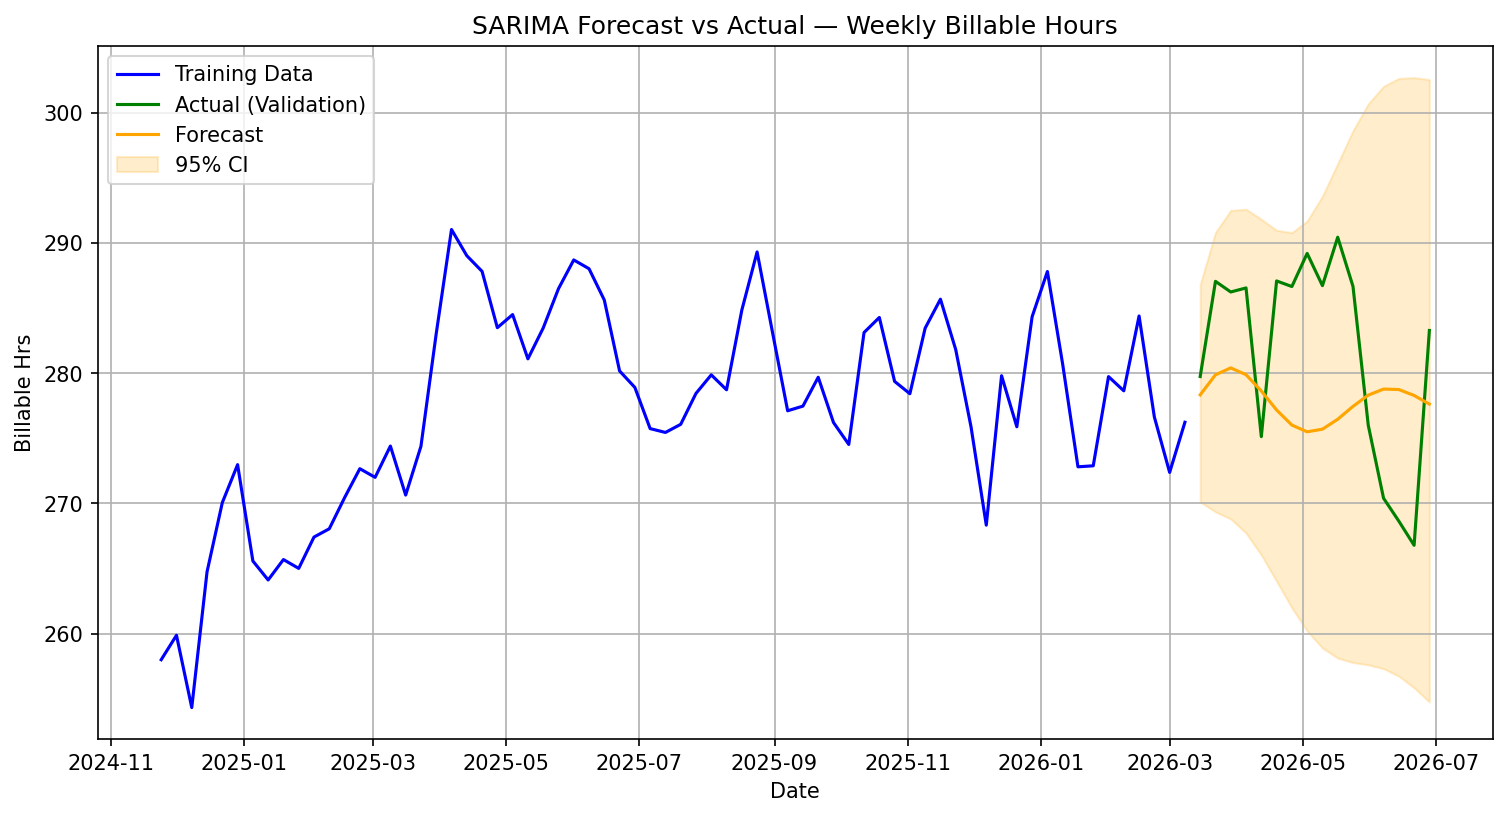 SARIMA Forecast vs Actual — Weekly Billable Hours
Training Data
Actual (Validation)
Forecast
95% CI
Billable Hrs
300
290
280
270
260
2024-11
2025-01
2025-03
2025-05
2025-07
2025-09
2025-11
2026-01
2026-03
2026-05
2026-07
Date